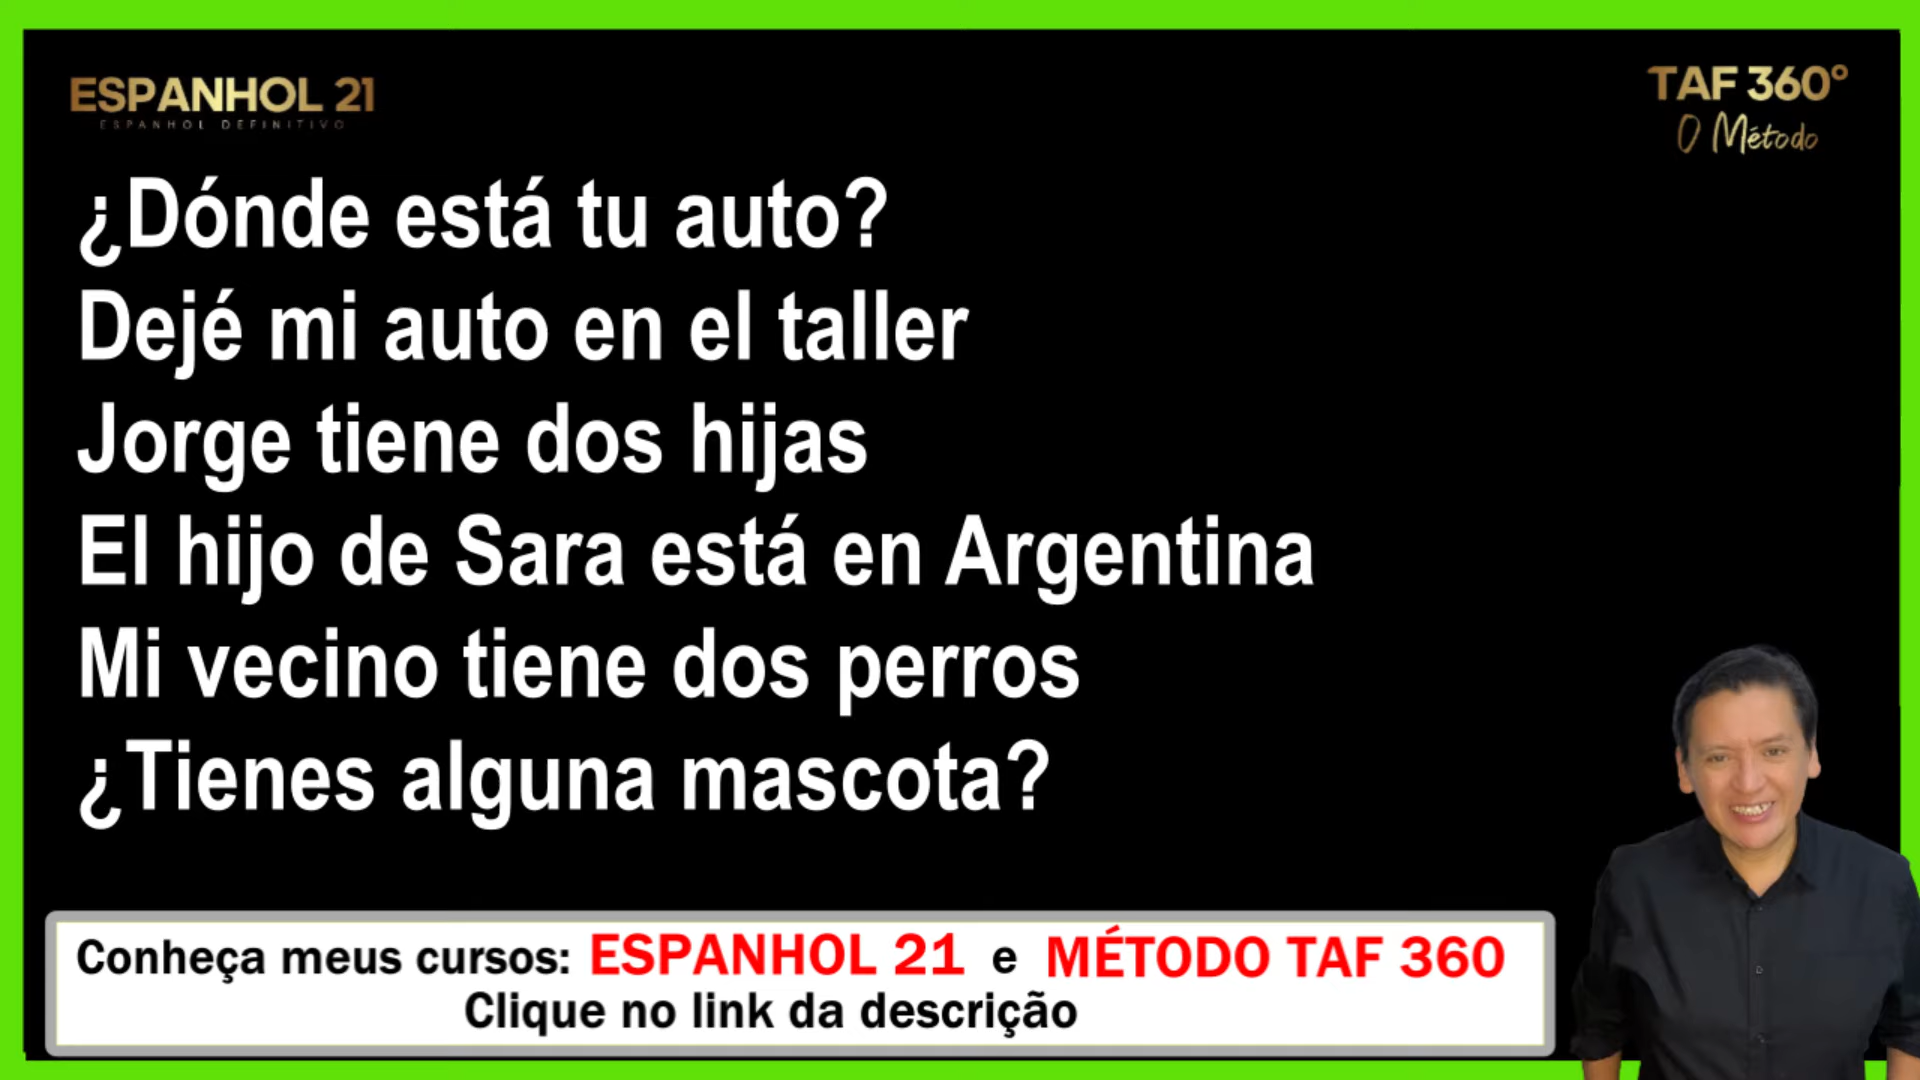 ESPANHOL 21
ESPANHOL DEFINITIVO
TAF 360°
O Método
¿Dónde está tu auto?
Dejé mi auto en el taller
Jorge tiene dos hijas
El hijo de Sara está en Argentina
Mi vecino tiene dos perros
¿Tienes alguna mascota?
Conheça meus cursos: ESPANHOL 21 e MÉTODO TAF 360
Clique no link da descrição